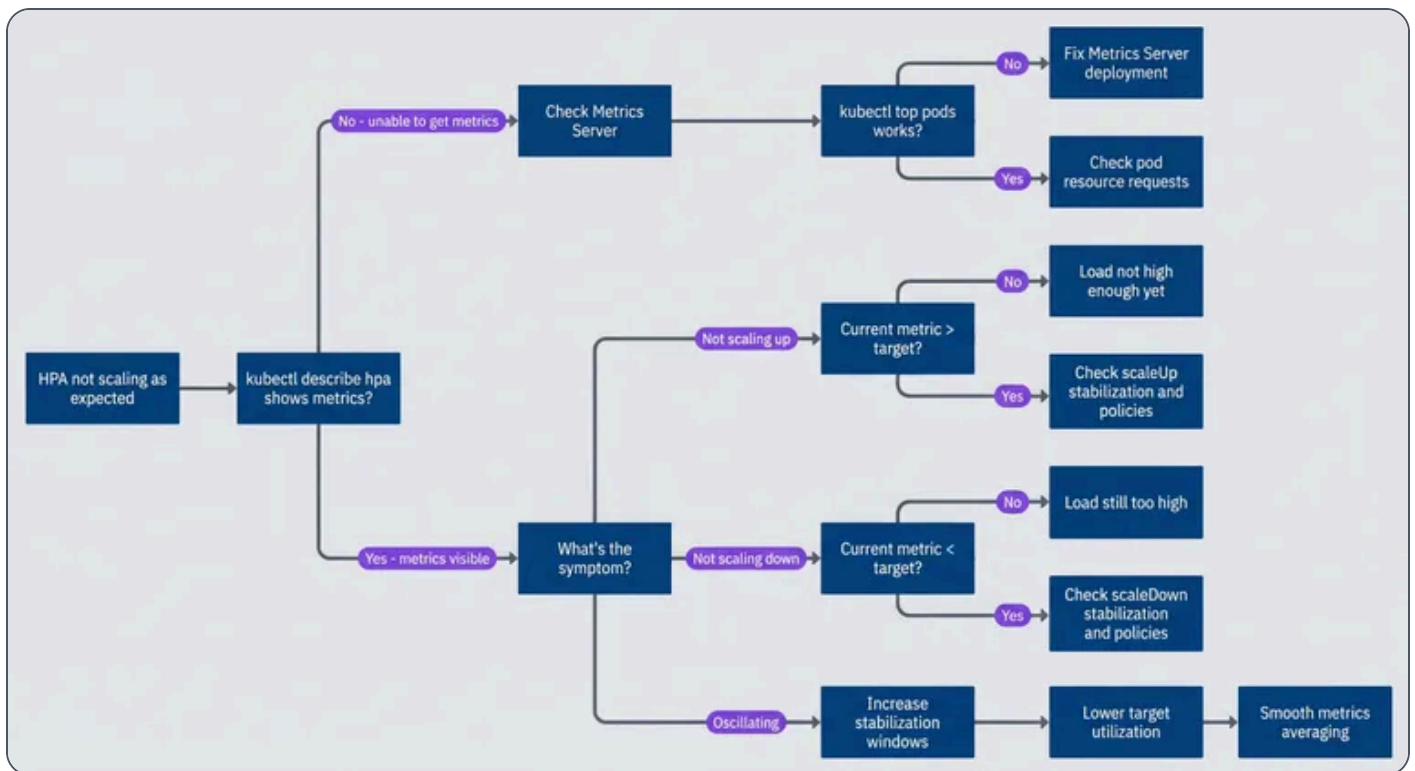 HPA not scaling as
expected
kubectl describe hpa
shows metrics?
No - unable to get metrics
Check Metrics
Server
kubectl top pods
works?
No
Fix Metrics Server
deployment
Yes
Check pod
resource requests
Yes - metrics visible
What's the
symptom?
Not scaling up
Current metric >
target?
No
Load not high
enough yet
Yes
Check scaleUp
stabilization and
policies
Not scaling down
Current metric <
target?
No
Load still too high
Yes
Check scaleDown
stabilization
and policies
Oscillating
Increase
stabilization
windows
Lower target
utilization
Smooth metrics
averaging